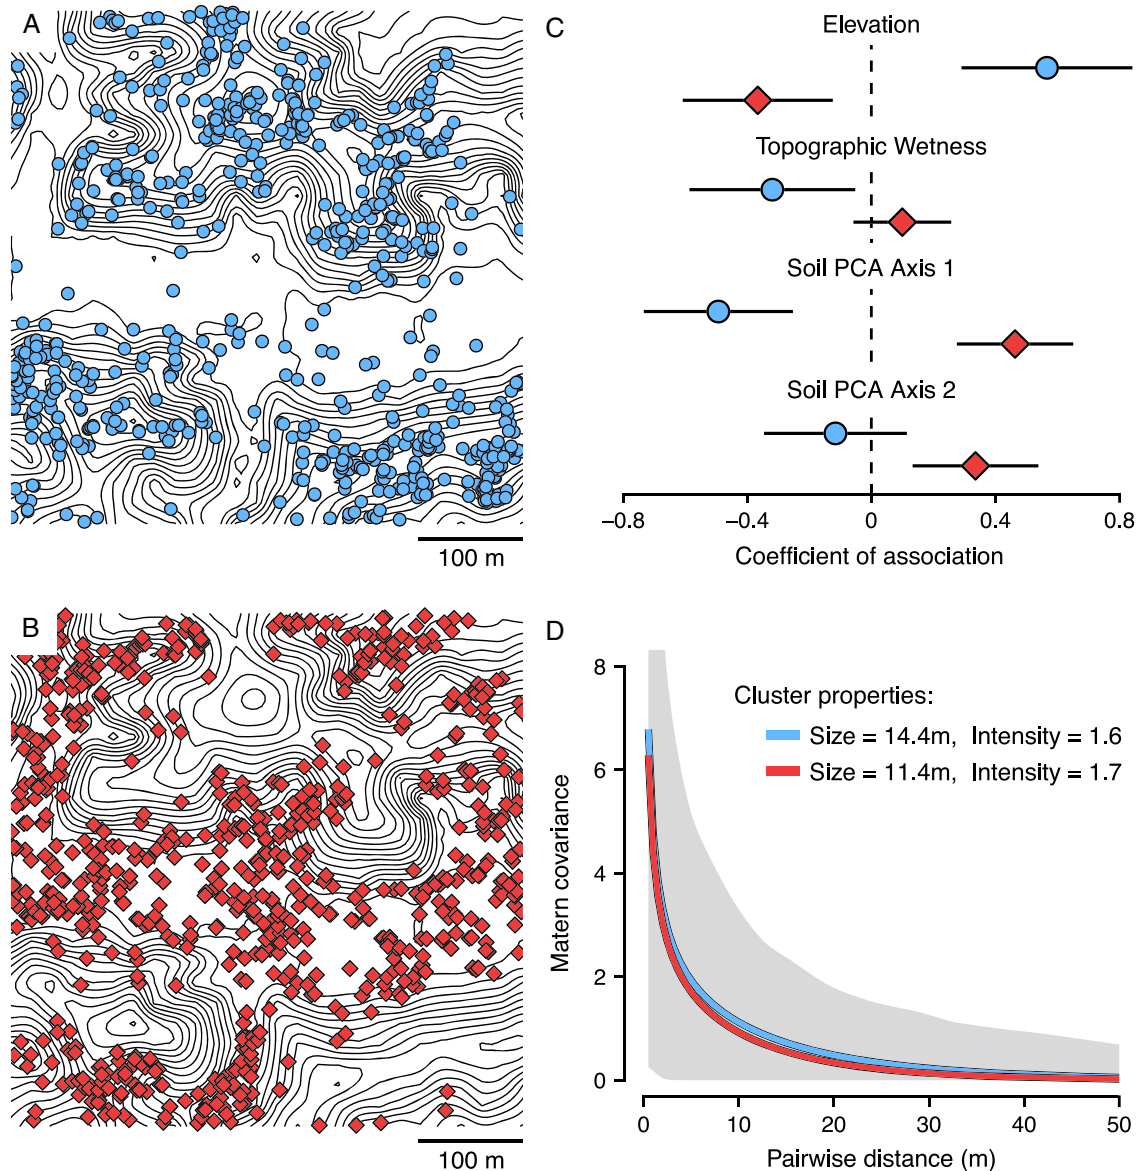 A
100 m
B
100 m
C
Elevation
Topographic Wetness
Soil PCA Axis 1
Soil PCA Axis 2
−0.8 −0.4 0 0.4 0.8
Coefficient of association
D
Matern covariance
8
6
4
2
0
Cluster properties:
Size = 14.4m, Intensity = 1.6
Size = 11.4m, Intensity = 1.7
0 10 20 30 40 50
Pairwise distance (m)